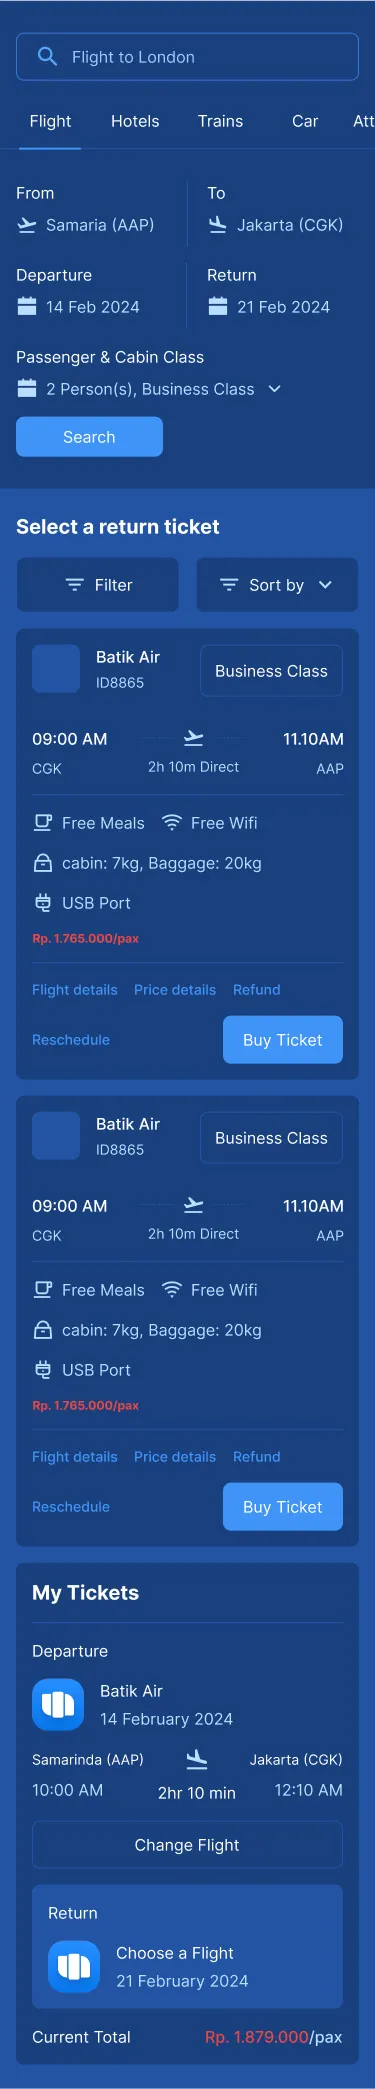 Flight to London
Flight Hotels Trains Car Att
From To
Samaria (AAP) Jakarta (CGK)
Departure Return
14 Feb 2024 21 Feb 2024
Passenger & Cabin Class
2 Person(s), Business Class
Search
Select a return ticket
Filter Sort by
Batik Air
ID8865
Business Class
09:00 AM 11.10AM
CGK 2h 10m Direct AAP
Free Meals Free Wifi
cabin: 7kg, Baggage: 20kg
USB Port
Rp. 1.765.000/pax
Flight details Price details Refund
Reschedule Buy Ticket
Batik Air
ID8865
Business Class
09:00 AM 11.10AM
CGK 2h 10m Direct AAP
Free Meals Free Wifi
cabin: 7kg, Baggage: 20kg
USB Port
Rp. 1.765.000/pax
Flight details Price details Refund
Reschedule Buy Ticket
My Tickets
Departure
Batik Air
14 February 2024
Samarinda (AAP) Jakarta (CGK)
10:00 AM 2hr 10 min 12:10 AM
Change Flight
Return
Choose a Flight
21 February 2024
Current Total Rp. 1.879.000/pax